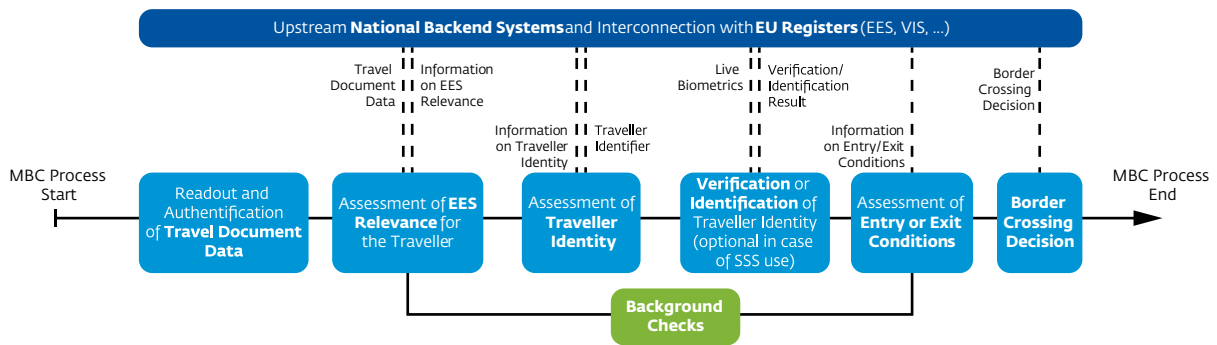 Upstream National Backend Systems and Interconnection with EU Registers (EES, VIS, ...)
Travel
Document
Data
Information
on EES
Relevance
Information
on Traveller
Identity
Traveller
Identifier
Live
Biometrics
Verification/
Identification
Result
Information
on Entry/Exit
Conditions
Border
Crossing
Decision
MBC Process
Start
Readout and
Authentification
of Travel Document
Data
Assessment of EES
Relevance for
the Traveller
Assessment of
Traveller
Identity
Verification or
Identification of
Traveller Identity
(optional in case
of SSS use)
Assessment of
Entry or Exit
Conditions
Border
Crossing
Decision
MBC Process
End
Background
Checks